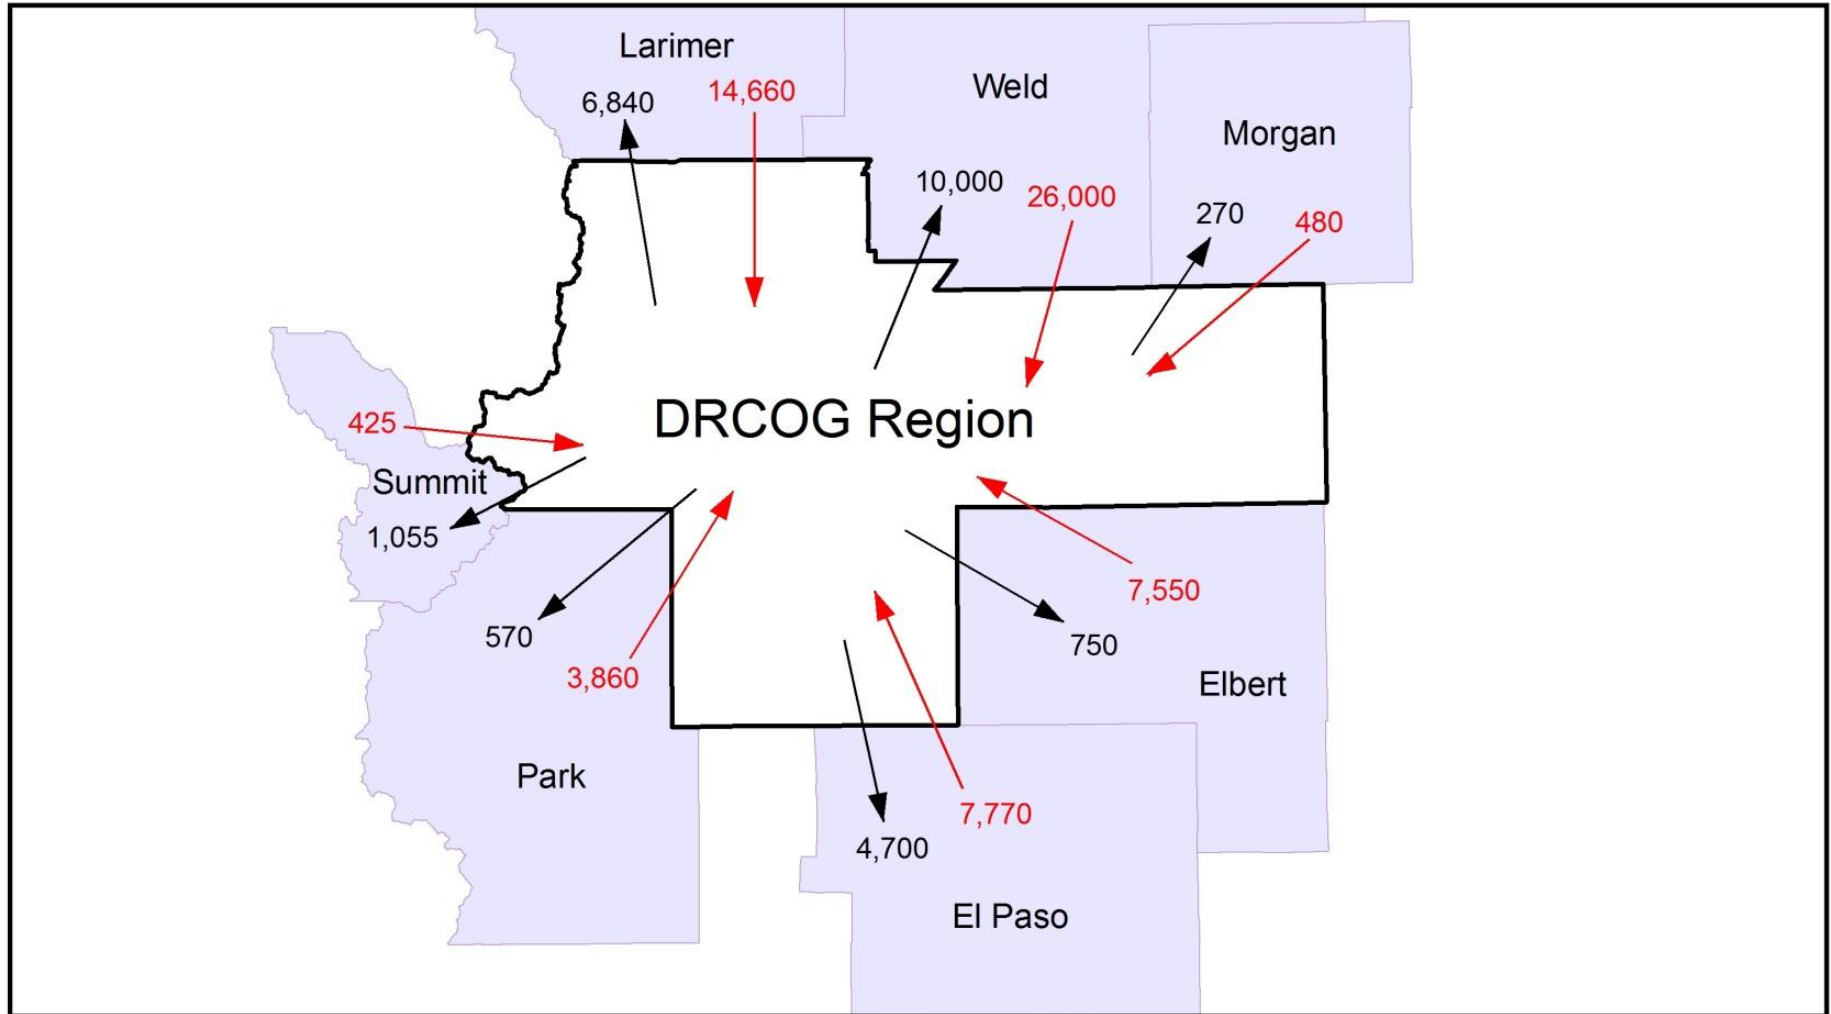 Larimer
6,840
14,660
Weld
Morgan
10,000
26,000
270
480
DRCOG Region
425
Summit
1,055
570
3,860
7,550
750
Elbert
Park
7,770
4,700
El Paso